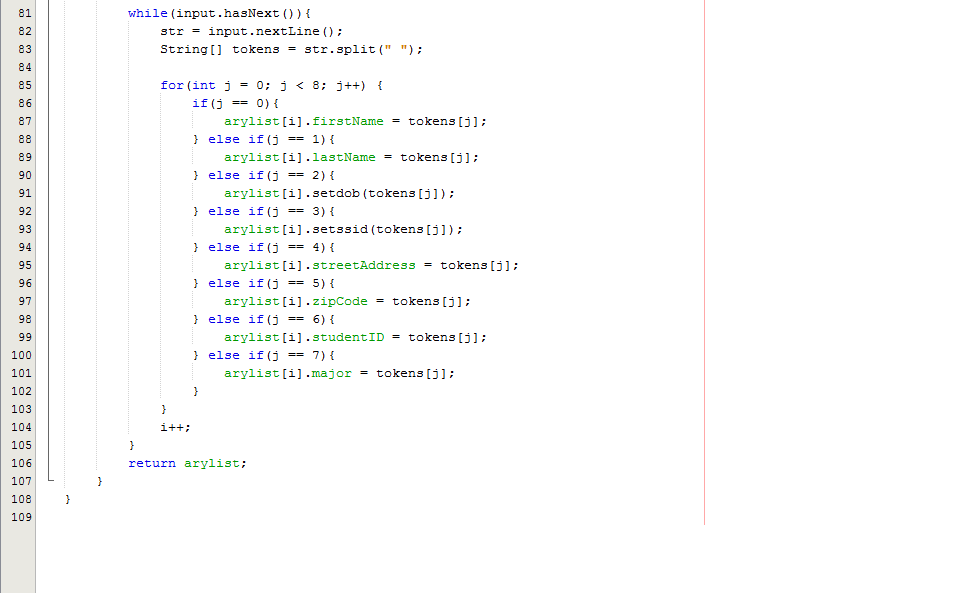 81 while(input.hasNext()){
82 str = input.nextLine();
83 String[] tokens = str.split(" ");
84
85 for(int j = 0; j < 8; j++) {
86 if(j == 0){
87 arylist[i].firstName = tokens[j];
88 } else if(j == 1){
89 arylist[i].lastName = tokens[j];
90 } else if(j == 2){
91 arylist[i].setdob(tokens[j]);
92 } else if(j == 3){
93 arylist[i].setssid(tokens[j]);
94 } else if(j == 4){
95 arylist[i].streetAddress = tokens[j];
96 } else if(j == 5){
97 arylist[i].zipCode = tokens[j];
98 } else if(j == 6){
99 arylist[i].studentID = tokens[j];
100 } else if(j == 7){
101 arylist[i].major = tokens[j];
102 }
103 }
104 i++;
105 }
106 return arylist;
107 }
108 }
109